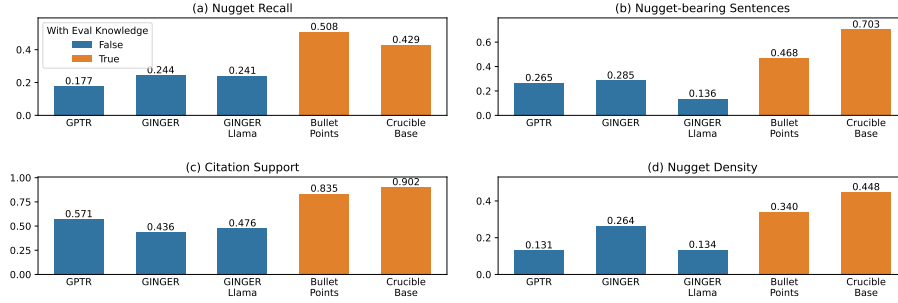 (a) Nugget Recall
With Eval Knowledge
False
True
0.4
0.2
0.0
0.177
0.244
0.241
0.508
0.429
GPTR
GINGER
GINGER
Llama
Bullet
Points
Crucible
Base
(b) Nugget-bearing Sentences
0.6
0.4
0.2
0.0
0.265
0.285
0.136
0.468
0.703
GPTR
GINGER
GINGER
Llama
Bullet
Points
Crucible
Base
(c) Citation Support
1.00
0.75
0.50
0.25
0.00
0.571
0.436
0.476
0.835
0.902
GPTR
GINGER
GINGER
Llama
Bullet
Points
Crucible
Base
(d) Nugget Density
0.4
0.2
0.0
0.131
0.264
0.134
0.340
0.448
GPTR
GINGER
GINGER
Llama
Bullet
Points
Crucible
Base